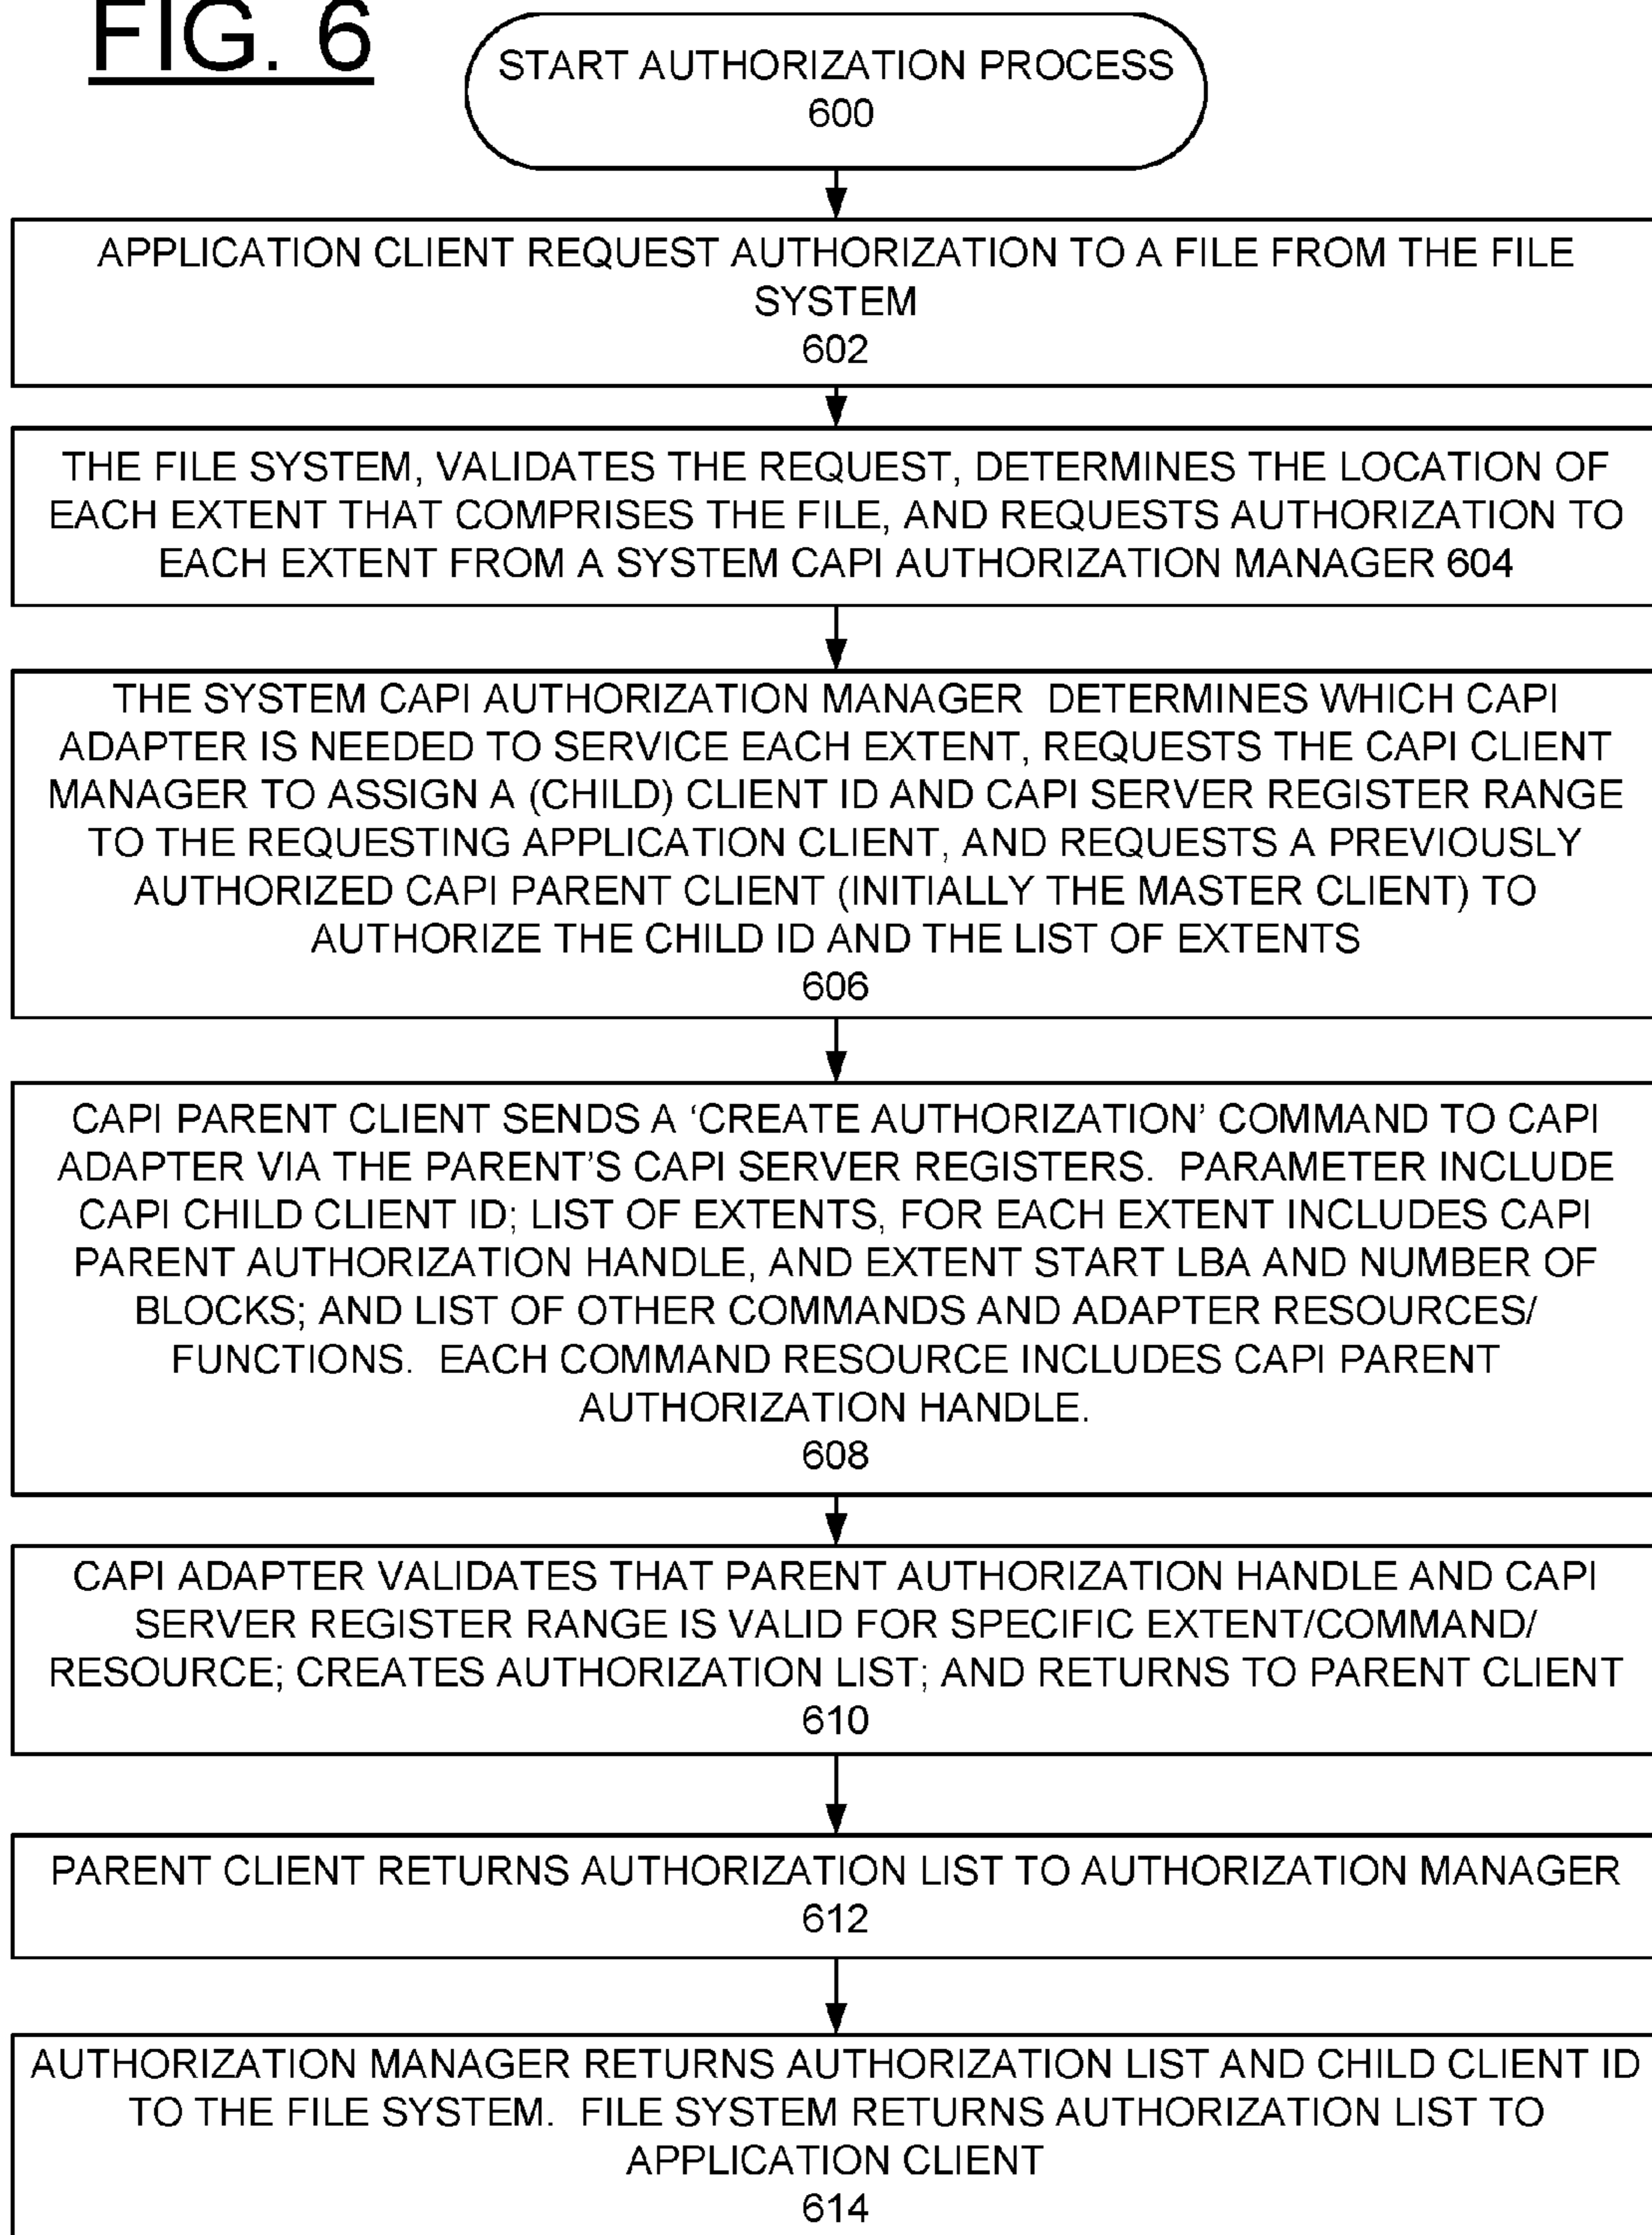 FIG. 6
START AUTHORIZATION PROCESS
600
APPLICATION CLIENT REQUEST AUTHORIZATION TO A FILE FROM THE FILE
SYSTEM
602
THE FILE SYSTEM, VALIDATES THE REQUEST, DETERMINES THE LOCATION OF
EACH EXTENT THAT COMPRISES THE FILE, AND REQUESTS AUTHORIZATION TO
EACH EXTENT FROM A SYSTEM CAPI AUTHORIZATION MANAGER 604
THE SYSTEM CAPI AUTHORIZATION MANAGER DETERMINES WHICH CAPI
ADAPTER IS NEEDED TO SERVICE EACH EXTENT, REQUESTS THE CAPI CLIENT
MANAGER TO ASSIGN A (CHILD) CLIENT ID AND CAPI SERVER REGISTER RANGE
TO THE REQUESTING APPLICATION CLIENT, AND REQUESTS A PREVIOUSLY
AUTHORIZED CAPI PARENT CLIENT (INITIALLY THE MASTER CLIENT) TO
AUTHORIZE THE CHILD ID AND THE LIST OF EXTENTS
606
CAPI PARENT CLIENT SENDS A ‘CREATE AUTHORIZATION’ COMMAND TO CAPI
ADAPTER VIA THE PARENT’S CAPI SERVER REGISTERS. PARAMETER INCLUDE
CAPI CHILD CLIENT ID; LIST OF EXTENTS, FOR EACH EXTENT INCLUDES CAPI
PARENT AUTHORIZATION HANDLE, AND EXTENT START LBA AND NUMBER OF
BLOCKS; AND LIST OF OTHER COMMANDS AND ADAPTER RESOURCES/
FUNCTIONS. EACH COMMAND RESOURCE INCLUDES CAPI PARENT
AUTHORIZATION HANDLE.
608
CAPI ADAPTER VALIDATES THAT PARENT AUTHORIZATION HANDLE AND CAPI
SERVER REGISTER RANGE IS VALID FOR SPECIFIC EXTENT/COMMAND/
RESOURCE; CREATES AUTHORIZATION LIST; AND RETURNS TO PARENT CLIENT
610
PARENT CLIENT RETURNS AUTHORIZATION LIST TO AUTHORIZATION MANAGER
612
AUTHORIZATION MANAGER RETURNS AUTHORIZATION LIST AND CHILD CLIENT ID
TO THE FILE SYSTEM. FILE SYSTEM RETURNS AUTHORIZATION LIST TO
APPLICATION CLIENT
614